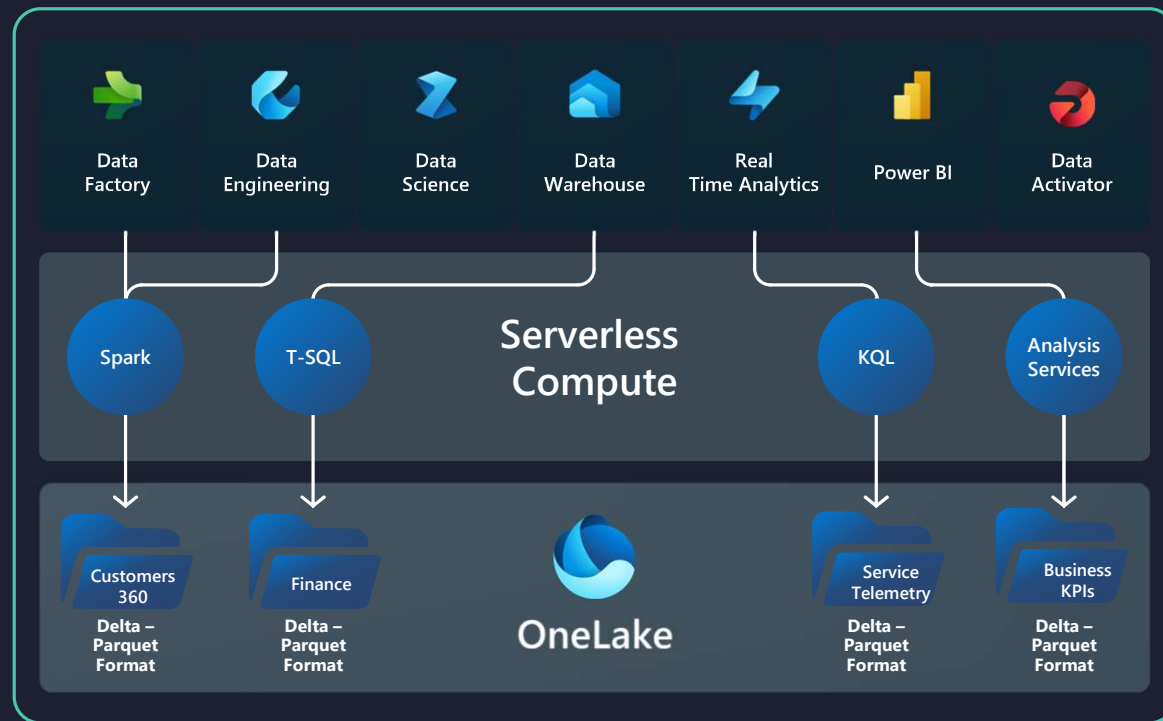 Data
Factory
Data
Engineering
Data
Science
Data
Warehouse
Real
Time Analytics
Power BI
Data
Activator
Spark
T-SQL
Serverless
Compute
KQL
Analysis
Services
Customers
360
Delta –
Parquet
Format
Finance
Delta –
Parquet
Format
OneLake
Service
Telemetry
Delta –
Parquet
Format
Business
KPIs
Delta –
Parquet
Format